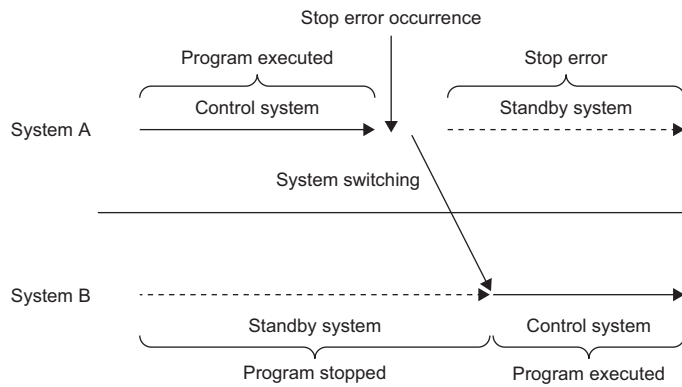 Stop error occurrence
Program executed
Stop error
Control system
Standby system
System A
System switching
System B
Standby system
Control system
Program stopped
Program executed